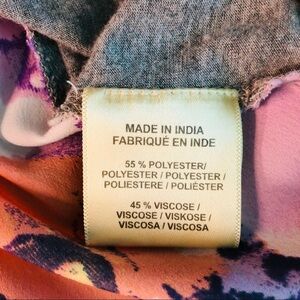 MADE IN INDIA
FABRIQUÉ EN INDE
55 % POLYESTER/
POLYESTER / POLYESTER /
POLIESTERE / POLIÉSTER
45 % VISCOSE /
VISCOSE / VISKOSE /
VISCOSA / VISCOSA